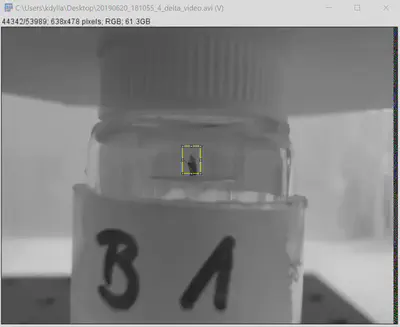 C:\Users\kdylla\Desktop\20190620_181055_4_delta_video.avi (V)
44342/53989; 638x478 pixels; RGB; 61.3GB
B 1